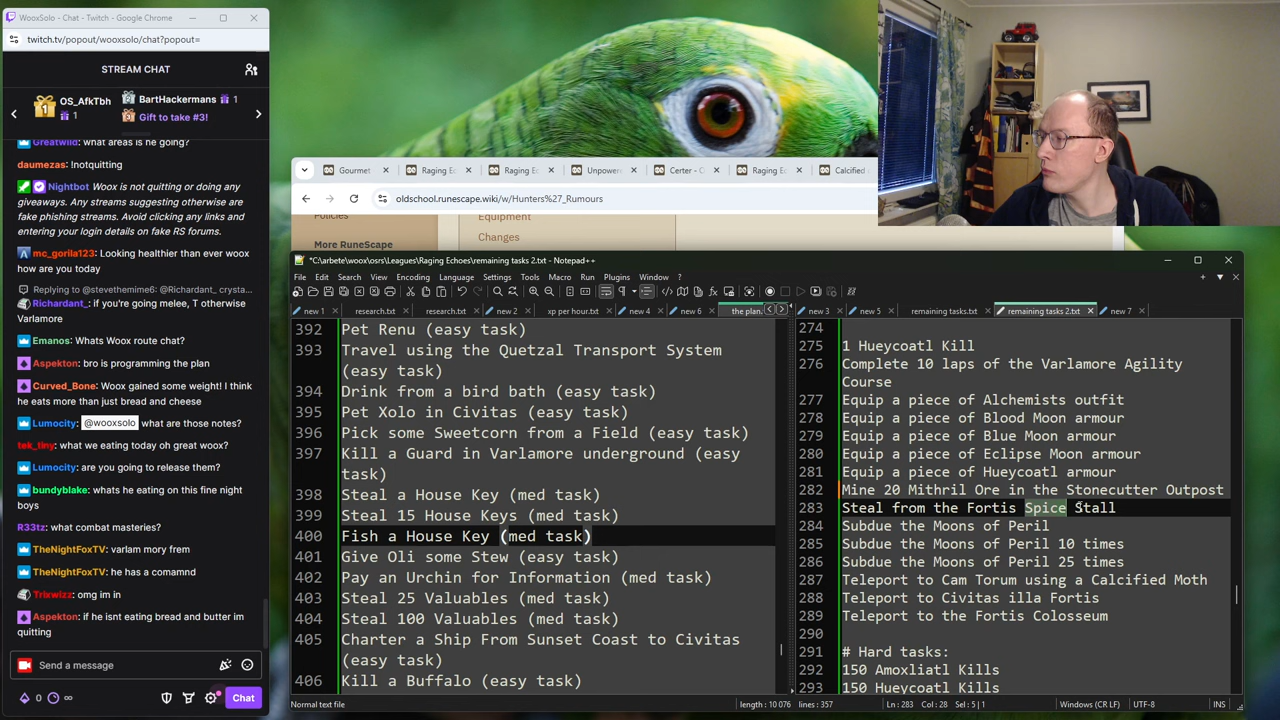 WooxSolo - Chat - Twitch - Google Chrome
twitch.tv/popout/wooxsolo/chat?popout=
STREAM CHAT
OS_AfkTbh
1
BartHackermans 1
Gift to take #3!
Greatwild: what areas is he going?
daumezas: !notquitting
Nightbot Woox is not quitting or doing any
giveaways. Any streams suggesting otherwise are
fake phishing streams. Avoid clicking any links and
entering your login details on fake RS forums.
mc_gorila123: Looking healthier than ever woox
how are you today
Replying to @stevethemime6: @Richardant_ crysta...
Richardant_: if you're going melee, T otherwise
Varlamore
Emanos: Whats Woox route chat?
Aspekton: bro is programming the plan
Curved_Bone: Woox gained some weight! I think
he eats more than just bread and cheese
Lumocity: @wooxsolo what are those notes?
tek_tiny: what we eating today oh great woox?
Lumocity: are you going to release them?
bundyblake: whats he eating on this fine night
boys
R33tz: what combat masteries?
TheNightFoxTV: varlam mory frem
TheNightFoxTV: he has a comamnd
Trixwizz: omg im in
Aspekton: if he isnt eating bread and butter im
quitting
Send a message
0 ∞
Chat
Gourmet
Raging E
Raging E
Unpowe
Certer - C
Raging E
Calcified
oldschool.runescape.wiki/w/Hunters%27_Rumours
Policies
More RuneScape
Equipment
Changes
*C:\arbete\woox\osrs\Leagues\Raging Echoes\remaining tasks 2.txt - Notepad++
File Edit Search View Encoding Language Settings Tools Macro Run Plugins Window ?
new 1 research.txt research.txt new 2 xp per hour.txt new 4 new 6 the plan. new 3 new 5 remaining tasks.txt remaining tasks 2.txt new 7
392 Pet Renu (easy task)
393 Travel using the Quetzal Transport System
(easy task)
394 Drink from a bird bath (easy task)
395 Pet Xolo in Civitas (easy task)
396 Pick some Sweetcorn from a Field (easy task)
397 Kill a Guard in Varlamore underground (easy
task)
398 Steal a House Key (med task)
399 Steal 15 House Keys (med task)
400 Fish a House Key (med task)
401 Give Oli some Stew (easy task)
402 Pay an Urchin for Information (med task)
403 Steal 25 Valuables (med task)
404 Steal 100 Valuables (med task)
405 Charter a Ship From Sunset Coast to Civitas
(easy task)
406 Kill a Buffalo (easy task)
274
275 1 Hueycoatl Kill
276 Complete 10 laps of the Varlamore Agility
Course
277 Equip a piece of Alchemists outfit
278 Equip a piece of Blood Moon armour
279 Equip a piece of Blue Moon armour
280 Equip a piece of Eclipse Moon armour
281 Equip a piece of Hueycoatl armour
282 Mine 20 Mithril Ore in the Stonecutter Outpost
283 Steal from the Fortis Spice Stall
284 Subdue the Moons of Peril
285 Subdue the Moons of Peril 10 times
286 Subdue the Moons of Peril 25 times
287 Teleport to Cam Torum using a Calcified Moth
288 Teleport to Civitas illa Fortis
289 Teleport to the Fortis Colosseum
290
291 # Hard tasks:
292 150 Amoxliatl Kills
293 150 Hueycoatl Kills
Normal text file
length : 10 076 lines : 357
Ln : 283 Col : 28 Sel : 5 | 1
Windows (CR LF)
UTF-8
INS